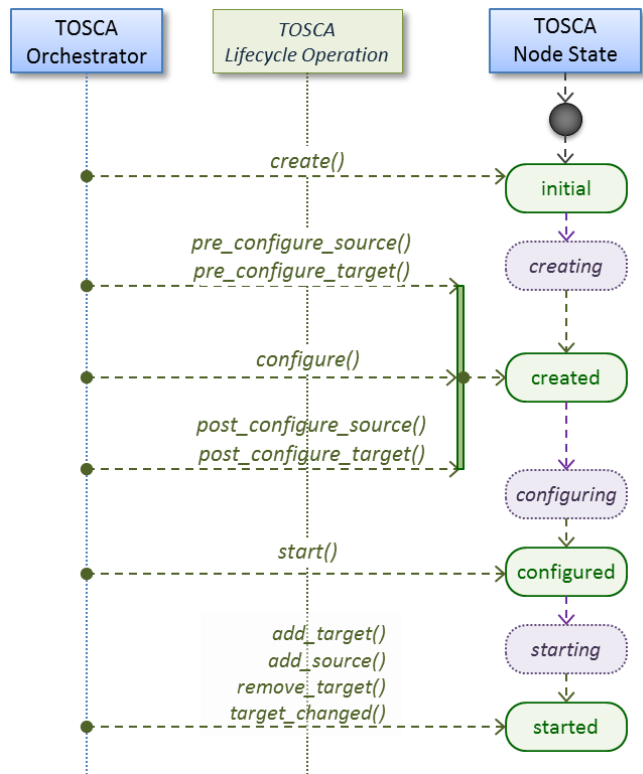 TOSCA
Orchestrator
TOSCA
Lifecycle Operation
TOSCA
Node State
create()
initial
pre_configure_source()
creating
pre_configure_target()
configure()
created
post_configure_source()
post_configure_target()
configuring
start()
configured
add_target()
starting
add_source()
remove_target()
target_changed()
started